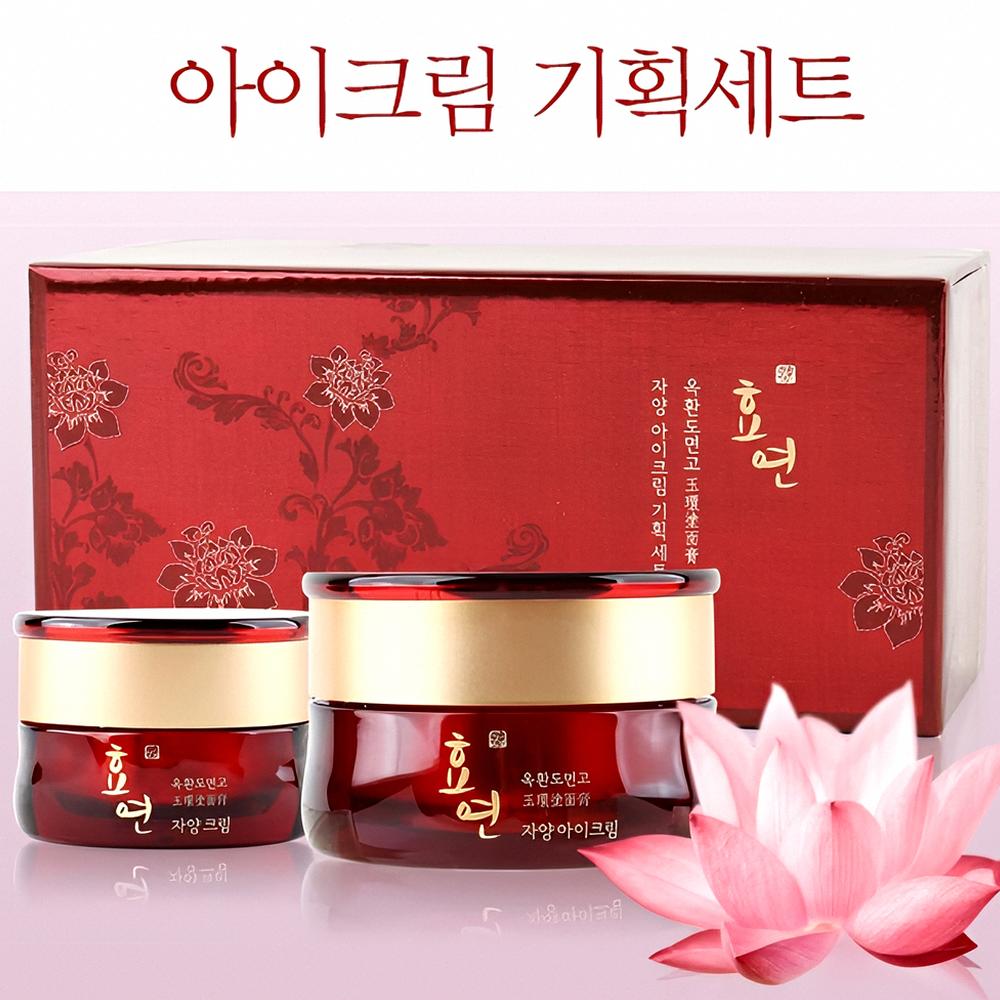 아이크림 기획세트
효연
옥환도면고 玉環塗面膏
자양 아이크림 기획세트
효연
옥환도면고
玉環塗面膏
자양 크림
효연
옥환도면고
玉環塗面膏
자양 아이크림